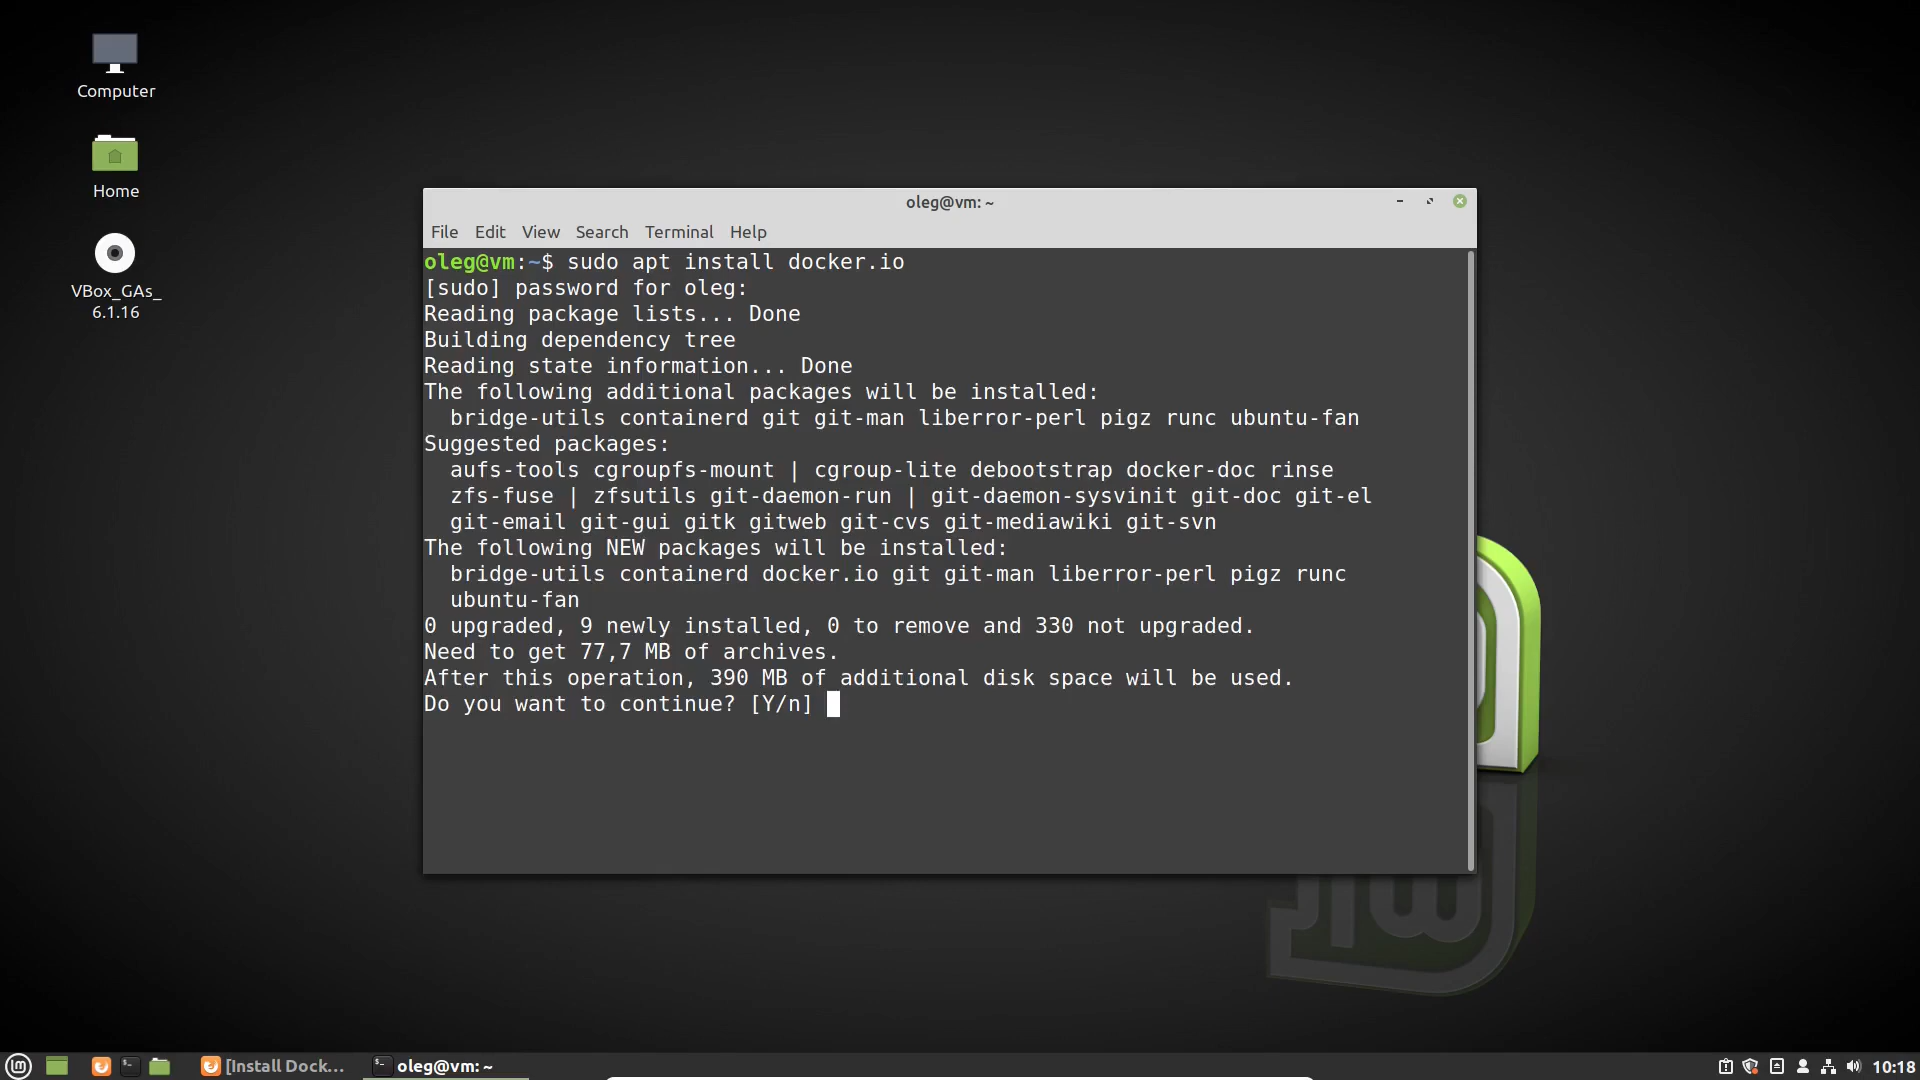 Computer
Home
VBox_GAs_
6.1.16
oleg@vm: ~
File Edit View Search Terminal Help
oleg@vm:~$ sudo apt install docker.io
[sudo] password for oleg:
Reading package lists... Done
Building dependency tree
Reading state information... Done
The following additional packages will be installed:
  bridge-utils containerd git git-man liberror-perl pigz runc ubuntu-fan
Suggested packages:
  aufs-tools cgroupfs-mount | cgroup-lite debootstrap docker-doc rinse
  zfs-fuse | zfsutils git-daemon-run | git-daemon-sysvinit git-doc git-el
  git-email git-gui gitk gitweb git-cvs git-mediawiki git-svn
The following NEW packages will be installed:
  bridge-utils containerd docker.io git git-man liberror-perl pigz runc
  ubuntu-fan
0 upgraded, 9 newly installed, 0 to remove and 330 not upgraded.
Need to get 77,7 MB of archives.
After this operation, 390 MB of additional disk space will be used.
Do you want to continue? [Y/n]
[Install Dock... oleg@vm: ~ 10:18